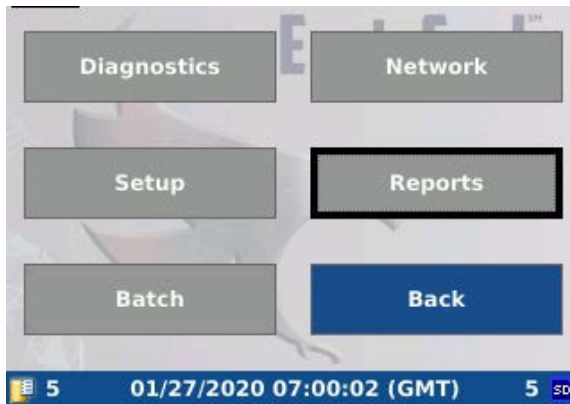 Diagnostics
Network
Setup
Reports
Batch
Back
5 01/27/2020 07:00:02 (GMT) 5 SD